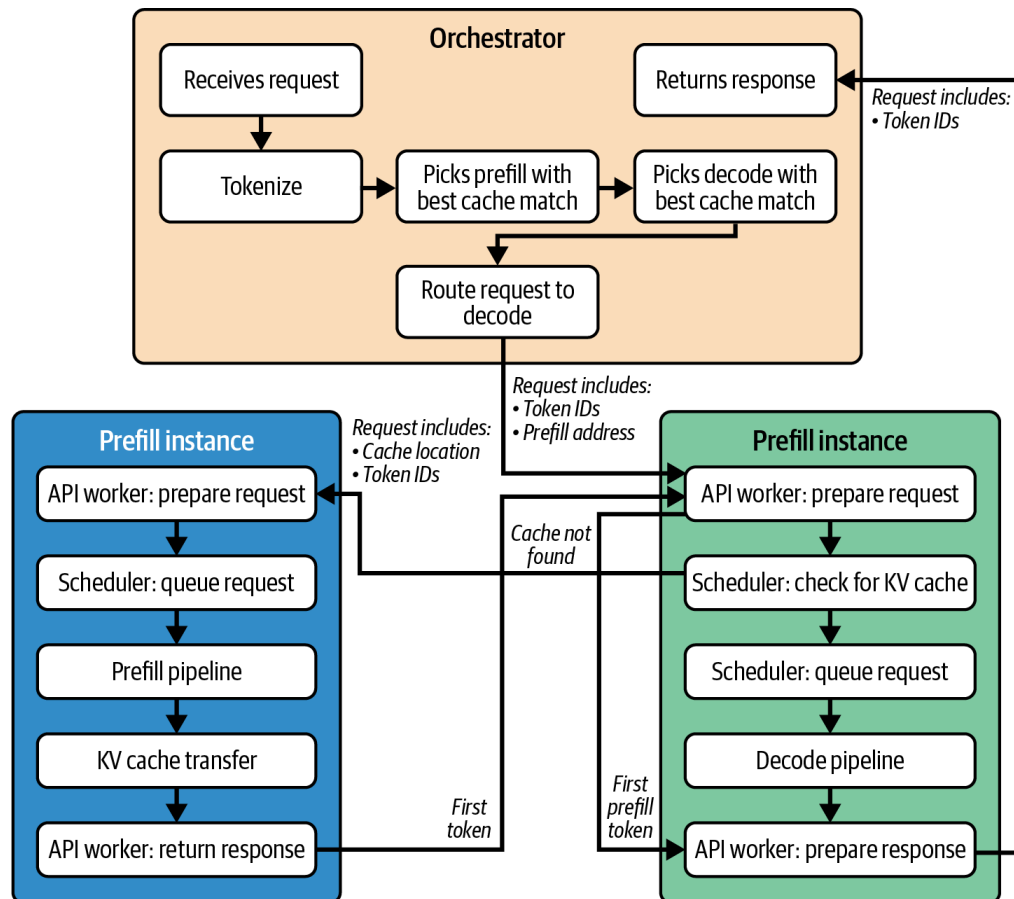 Orchestrator
Receives request
Returns response
Request includes:
• Token IDs
Tokenize
Picks prefill with
best cache match
Picks decode with
best cache match
Route request to
decode
Request includes:
• Token IDs
• Prefill address
Prefill instance
Request includes:
• Cache location
• Token IDs
API worker: prepare request
Scheduler: queue request
Prefill pipeline
KV cache transfer
API worker: return response
First
token
Cache not
found
First
prefill
token
Prefill instance
API worker: prepare request
Scheduler: check for KV cache
Scheduler: queue request
Decode pipeline
API worker: prepare response